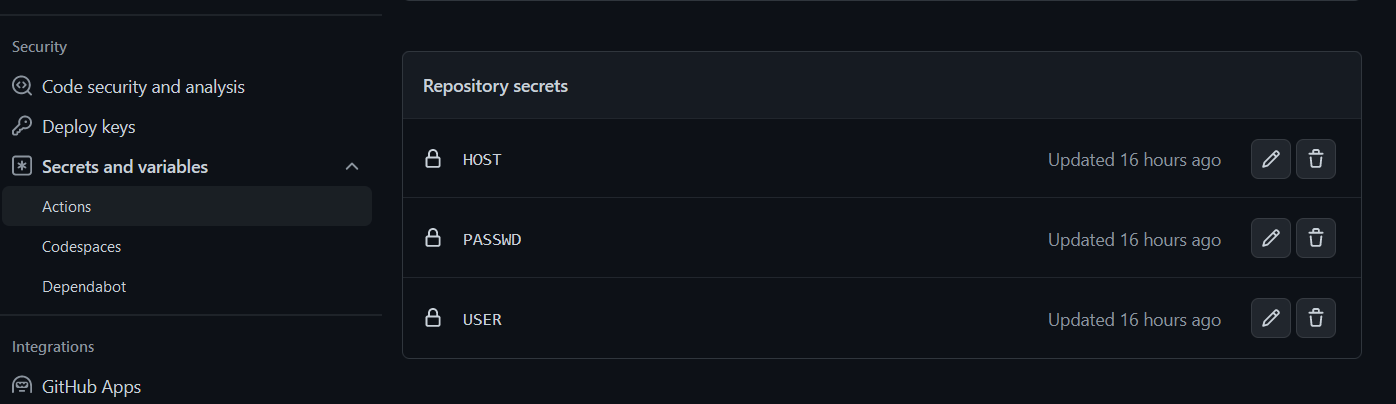 Security
Code security and analysis
Deploy keys
Secrets and variables
Actions
Codespaces
Dependabot
Integrations
GitHub Apps
Repository secrets
HOST Updated 16 hours ago
PASSWD Updated 16 hours ago
USER Updated 16 hours ago